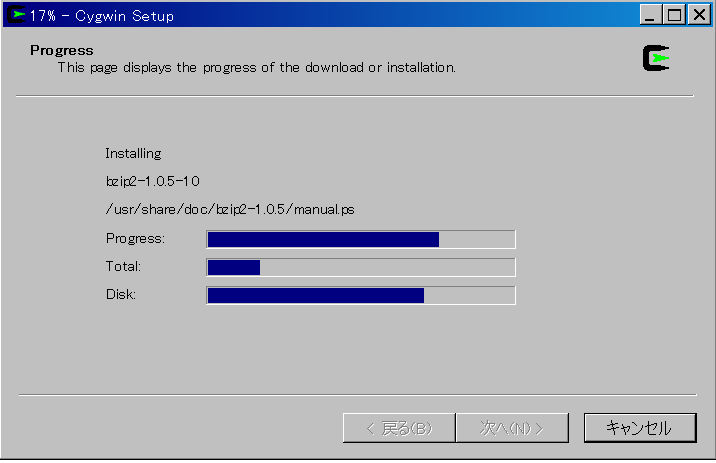 17% - Cygwin Setup
Progress
This page displays the progress of the download or installation.
Installing
bzip2-1.0.5-10
/usr/share/doc/bzip2-1.0.5/manual.ps
Progress:
Total:
Disk:
< 戻る(B)
次へ(N) >
キャンセル